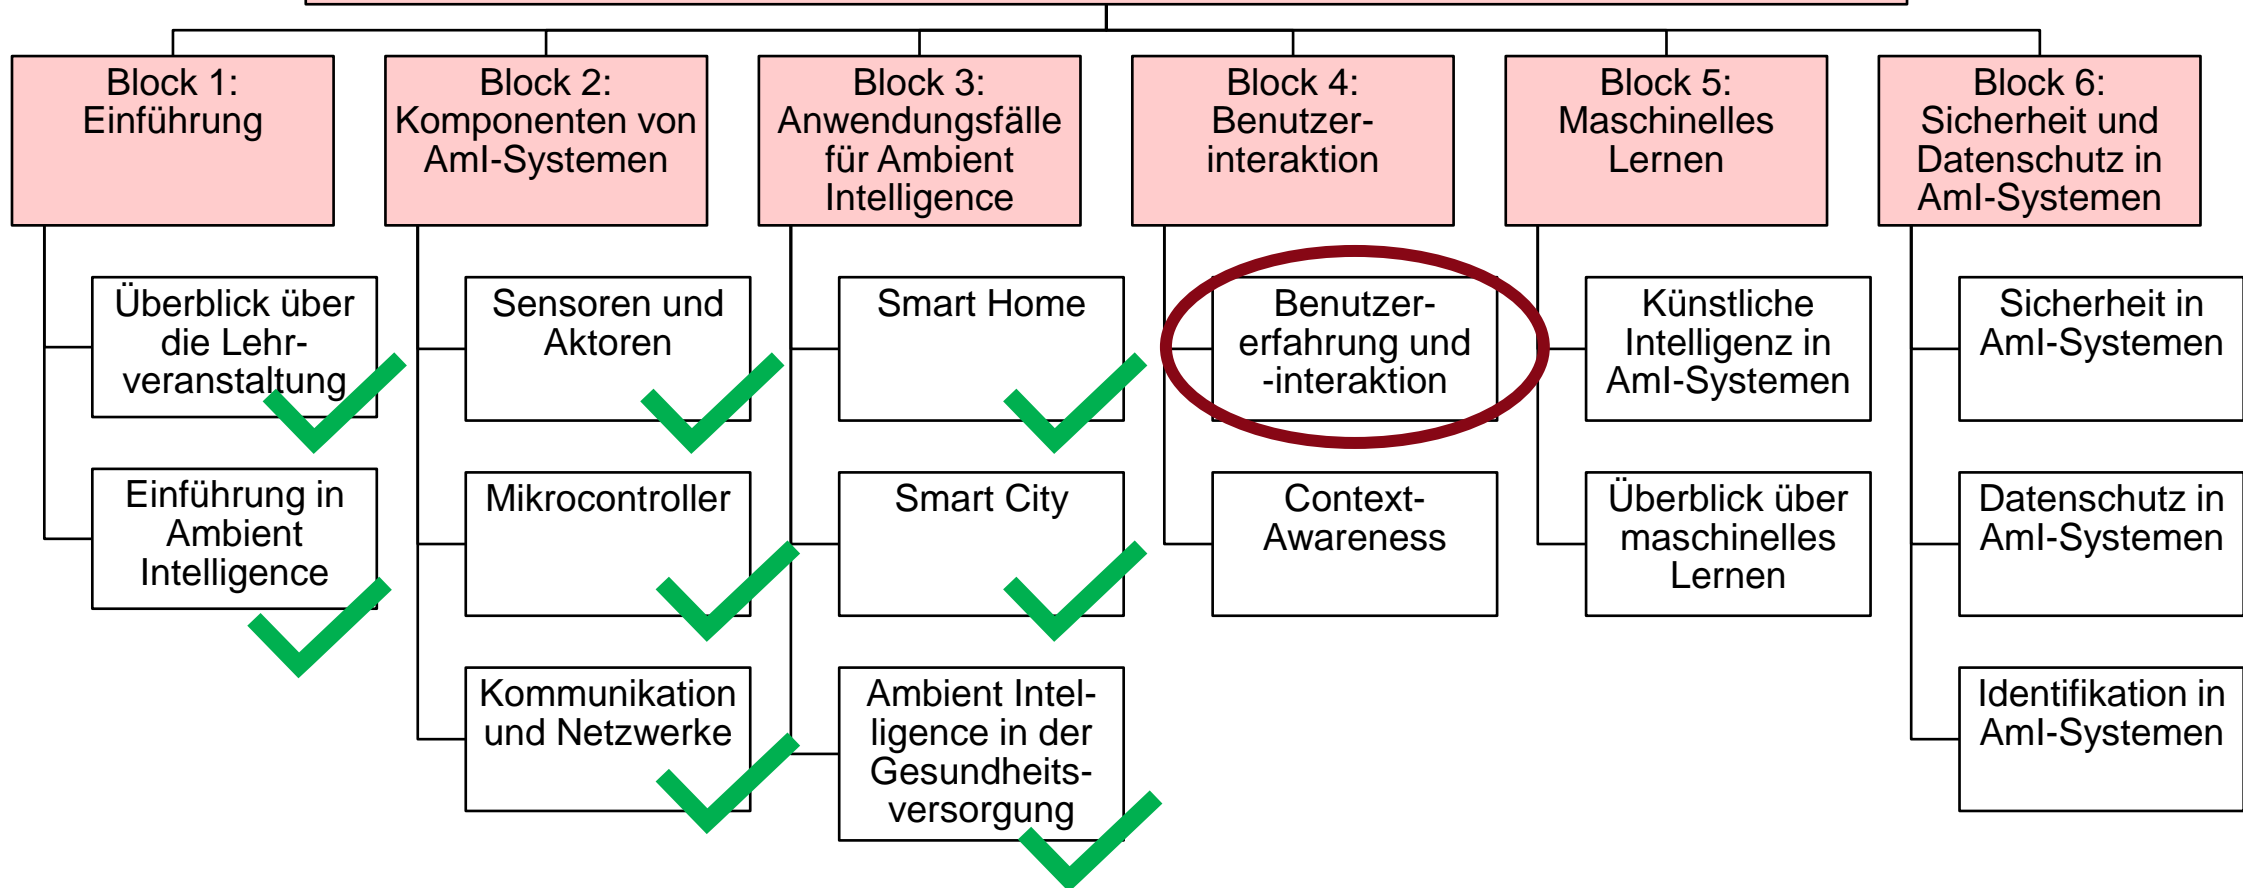 Block 1:
Einführung
Überblick über
die Lehr-
veranstaltung
Einführung in
Ambient
Intelligence
Block 2:
Komponenten von
AmI-Systemen
Sensoren und
Aktoren
Mikrocontroller
Kommunikation
und Netzwerke
Block 3:
Anwendungsfälle
für Ambient
Intelligence
Smart Home
Smart City
Ambient Intel-
ligence in der
Gesundheits-
versorgung
Block 4:
Benutzer-
interaktion
Benutzer-
erfahrung und
-interaktion
Context-
Awareness
Block 5:
Maschinelles
Lernen
Künstliche
Intelligenz in
AmI-Systemen
Überblick über
maschinelles
Lernen
Block 6:
Sicherheit und
Datenschutz in
AmI-Systemen
Sicherheit in
AmI-Systemen
Datenschutz in
AmI-Systemen
Identifikation in
AmI-Systemen